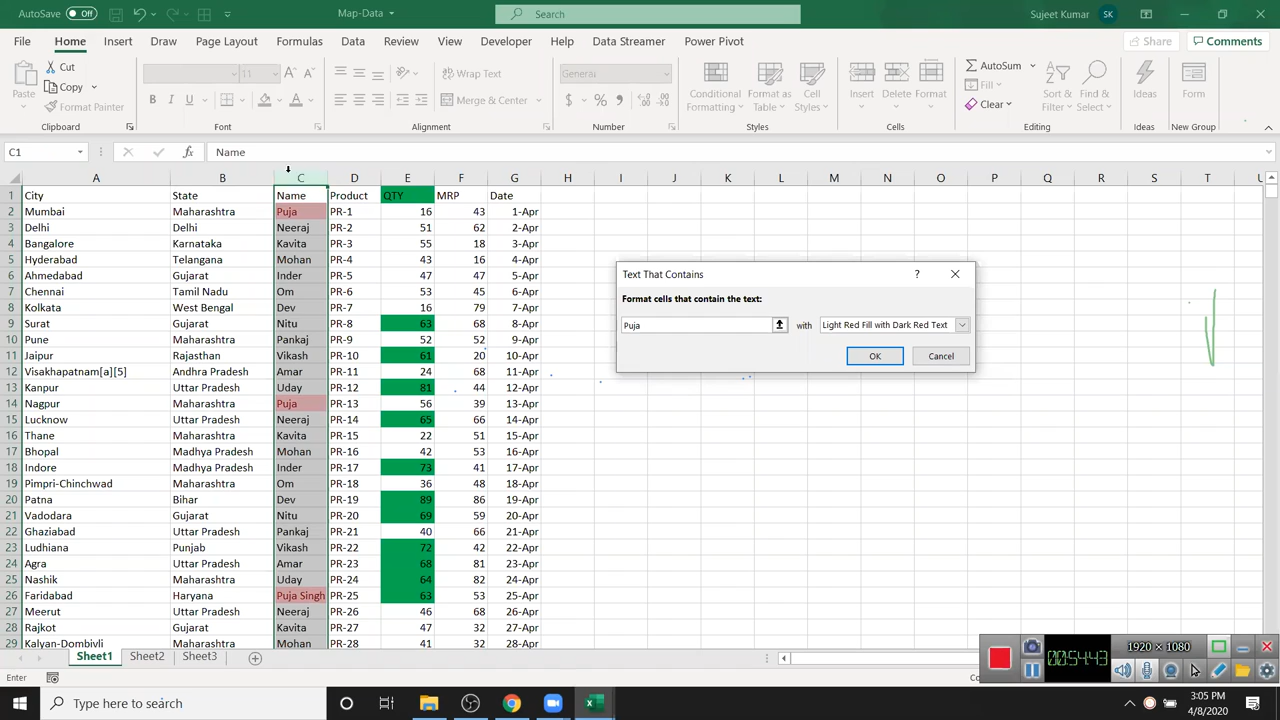 AutoSave Off Map-Data Search Sujeet Kumar SK
File Home Insert Draw Page Layout Formulas Data Review View Developer Help Data Streamer Power Pivot Share Comments
Paste Cut Copy Format Painter 11 Wrap Text Merge & Center General Conditional Formatting Format as Table Cell Styles Insert Delete Format AutoSum Fill Clear Sort & Filter Find & Select Ideas Form
Clipboard Font Alignment Number Styles Cells Editing Ideas New Group
C1 fx Name
A B C D E F G H I J K L M N O P Q R S T U
1 City State Name Product QTY MRP Date
2 Mumbai Maharashtra Puja PR-1 16 43 1-Apr
3 Delhi Delhi Neeraj PR-2 51 62 2-Apr
4 Bangalore Karnataka Kavita PR-3 55 18 3-Apr
5 Hyderabad Telangana Mohan PR-4 43 16 4-Apr
6 Ahmedabad Gujarat Inder PR-5 47 47 5-Apr
7 Chennai Tamil Nadu Om PR-6 53 45 6-Apr
8 Kolkata West Bengal Dev PR-7 16 79 7-Apr
9 Surat Gujarat Nitu PR-8 63 68 8-Apr
10 Pune Maharashtra Pankaj PR-9 52 52 9-Apr
11 Jaipur Rajasthan Vikash PR-10 61 20 10-Apr
12 Visakhapatnam[a][5] Andhra Pradesh Amar PR-11 24 68 11-Apr
13 Kanpur Uttar Pradesh Uday PR-12 81 44 12-Apr
14 Nagpur Maharashtra Puja PR-13 56 39 13-Apr
15 Lucknow Uttar Pradesh Neeraj PR-14 65 66 14-Apr
16 Thane Maharashtra Kavita PR-15 22 51 15-Apr
17 Bhopal Madhya Pradesh Mohan PR-16 42 53 16-Apr
18 Indore Madhya Pradesh Inder PR-17 73 41 17-Apr
19 Pimpri-Chinchwad Maharashtra Om PR-18 36 48 18-Apr
20 Patna Bihar Dev PR-19 89 86 19-Apr
21 Vadodara Gujarat Nitu PR-20 69 59 20-Apr
22 Ghaziabad Uttar Pradesh Pankaj PR-21 40 66 21-Apr
23 Ludhiana Punjab Vikash PR-22 72 42 22-Apr
24 Agra Uttar Pradesh Amar PR-23 68 81 23-Apr
25 Nashik Maharashtra Uday PR-24 64 82 24-Apr
26 Faridabad Haryana Puja Singh PR-25 63 53 25-Apr
27 Meerut Uttar Pradesh Neeraj PR-26 46 68 26-Apr
28 Rajkot Gujarat Kavita PR-27 47 32 27-Apr
29 Kalyan-Dombivli Maharashtra Mohan PR-28 41 32 28-Apr
Text That Contains ? 
Format cells that contain the text:
Puja with Light Red Fill with Dark Red Text
OK Cancel
Sheet1 Sheet2 Sheet3
Enter
00:54:43 1920 × 1080
Type here to search
3:05 PM
4/8/2020